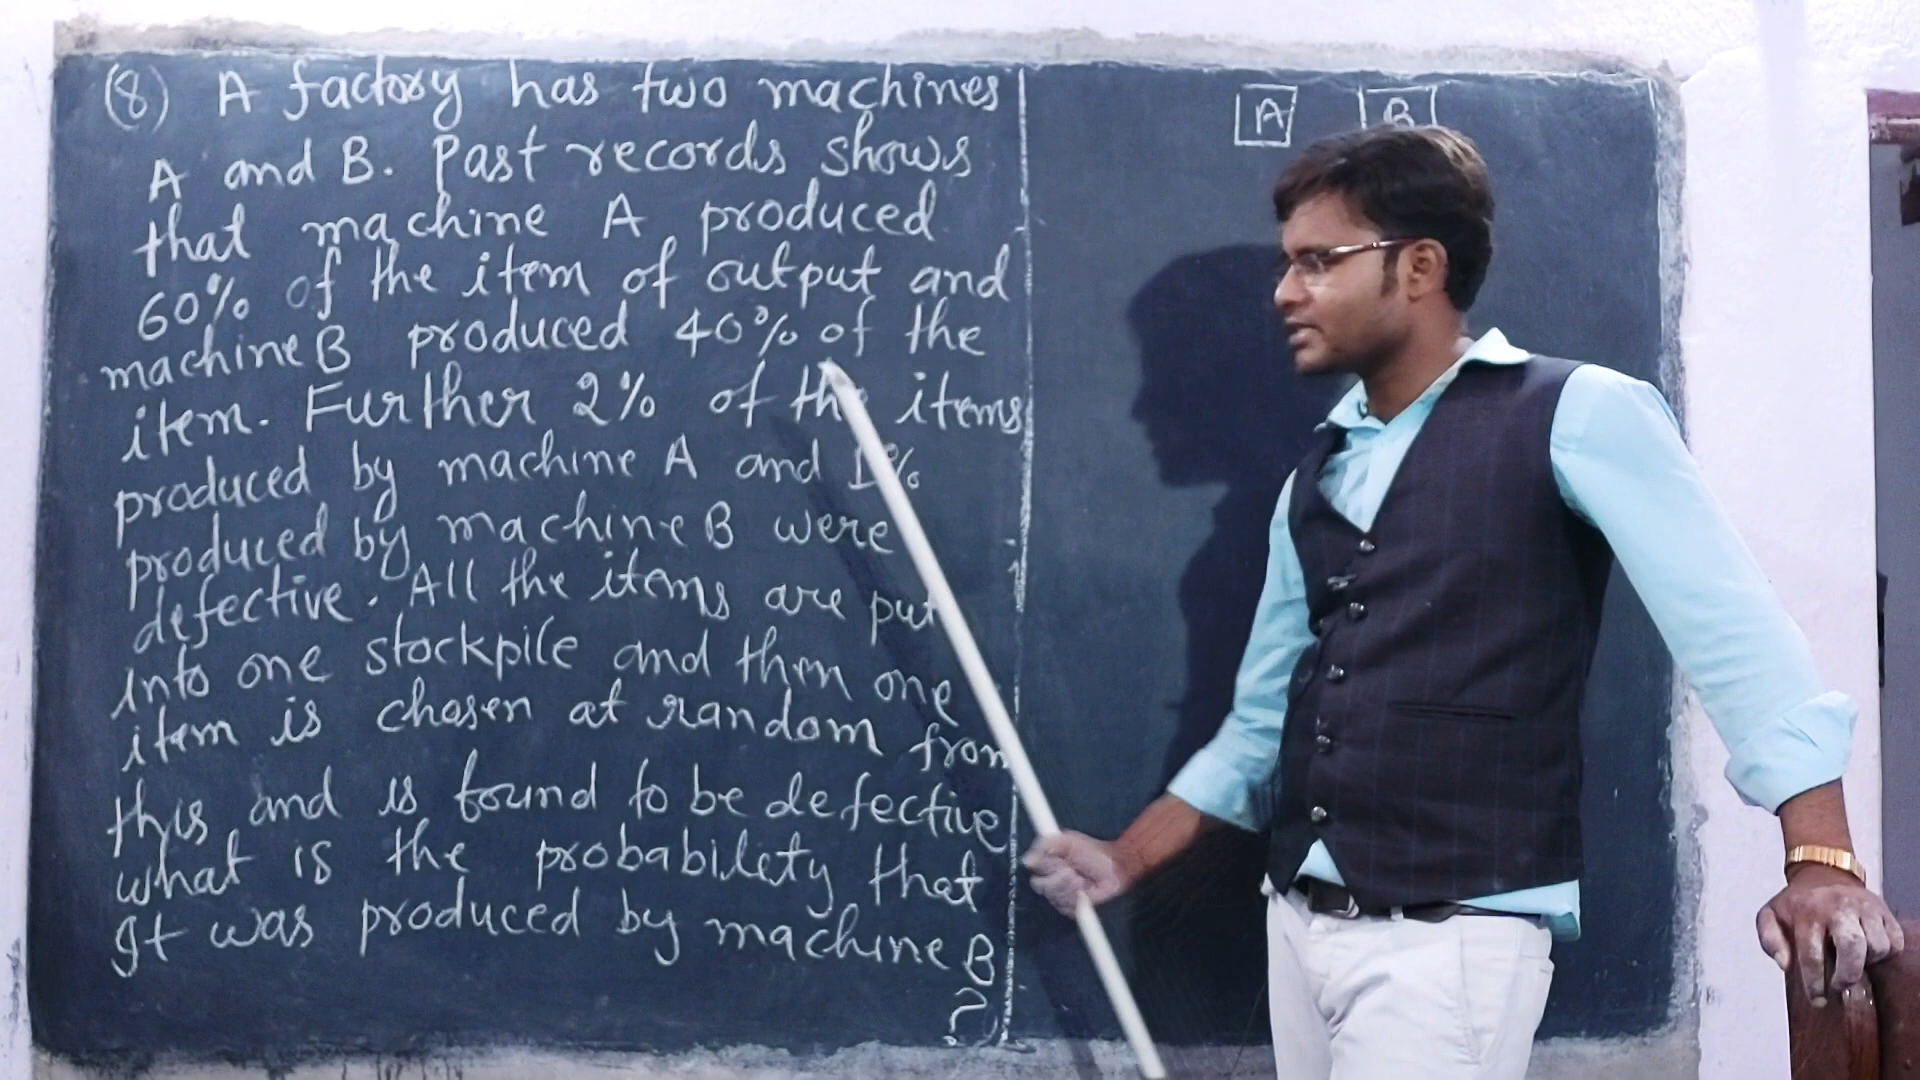 (8) A factory has two machines
A and B. Past records shows
that machine A produced
60% of the item of output and
machine B produced 40% of the
item. Further 2% of the items
produced by machine A and 1%
produced by machine B were
defective. All the items are put
into one stockpile and then one
item is chosen at random from
this and is found to be defective
what is the probability that
It was produced by machine B
?
A B